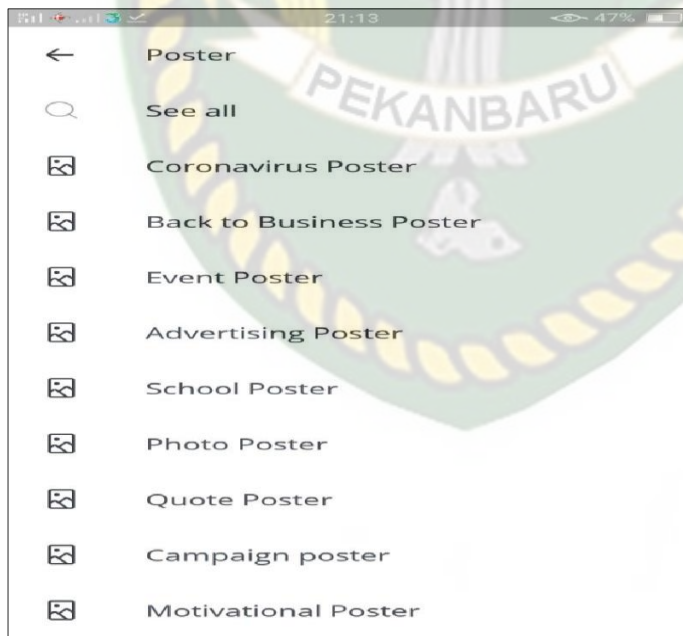 21:13
47%
Poster
PEKANBARU
See all
Coronavirus Poster
Back to Business Poster
Event Poster
Advertising Poster
School Poster
Photo Poster
Quote Poster
Campaign poster
Motivational Poster